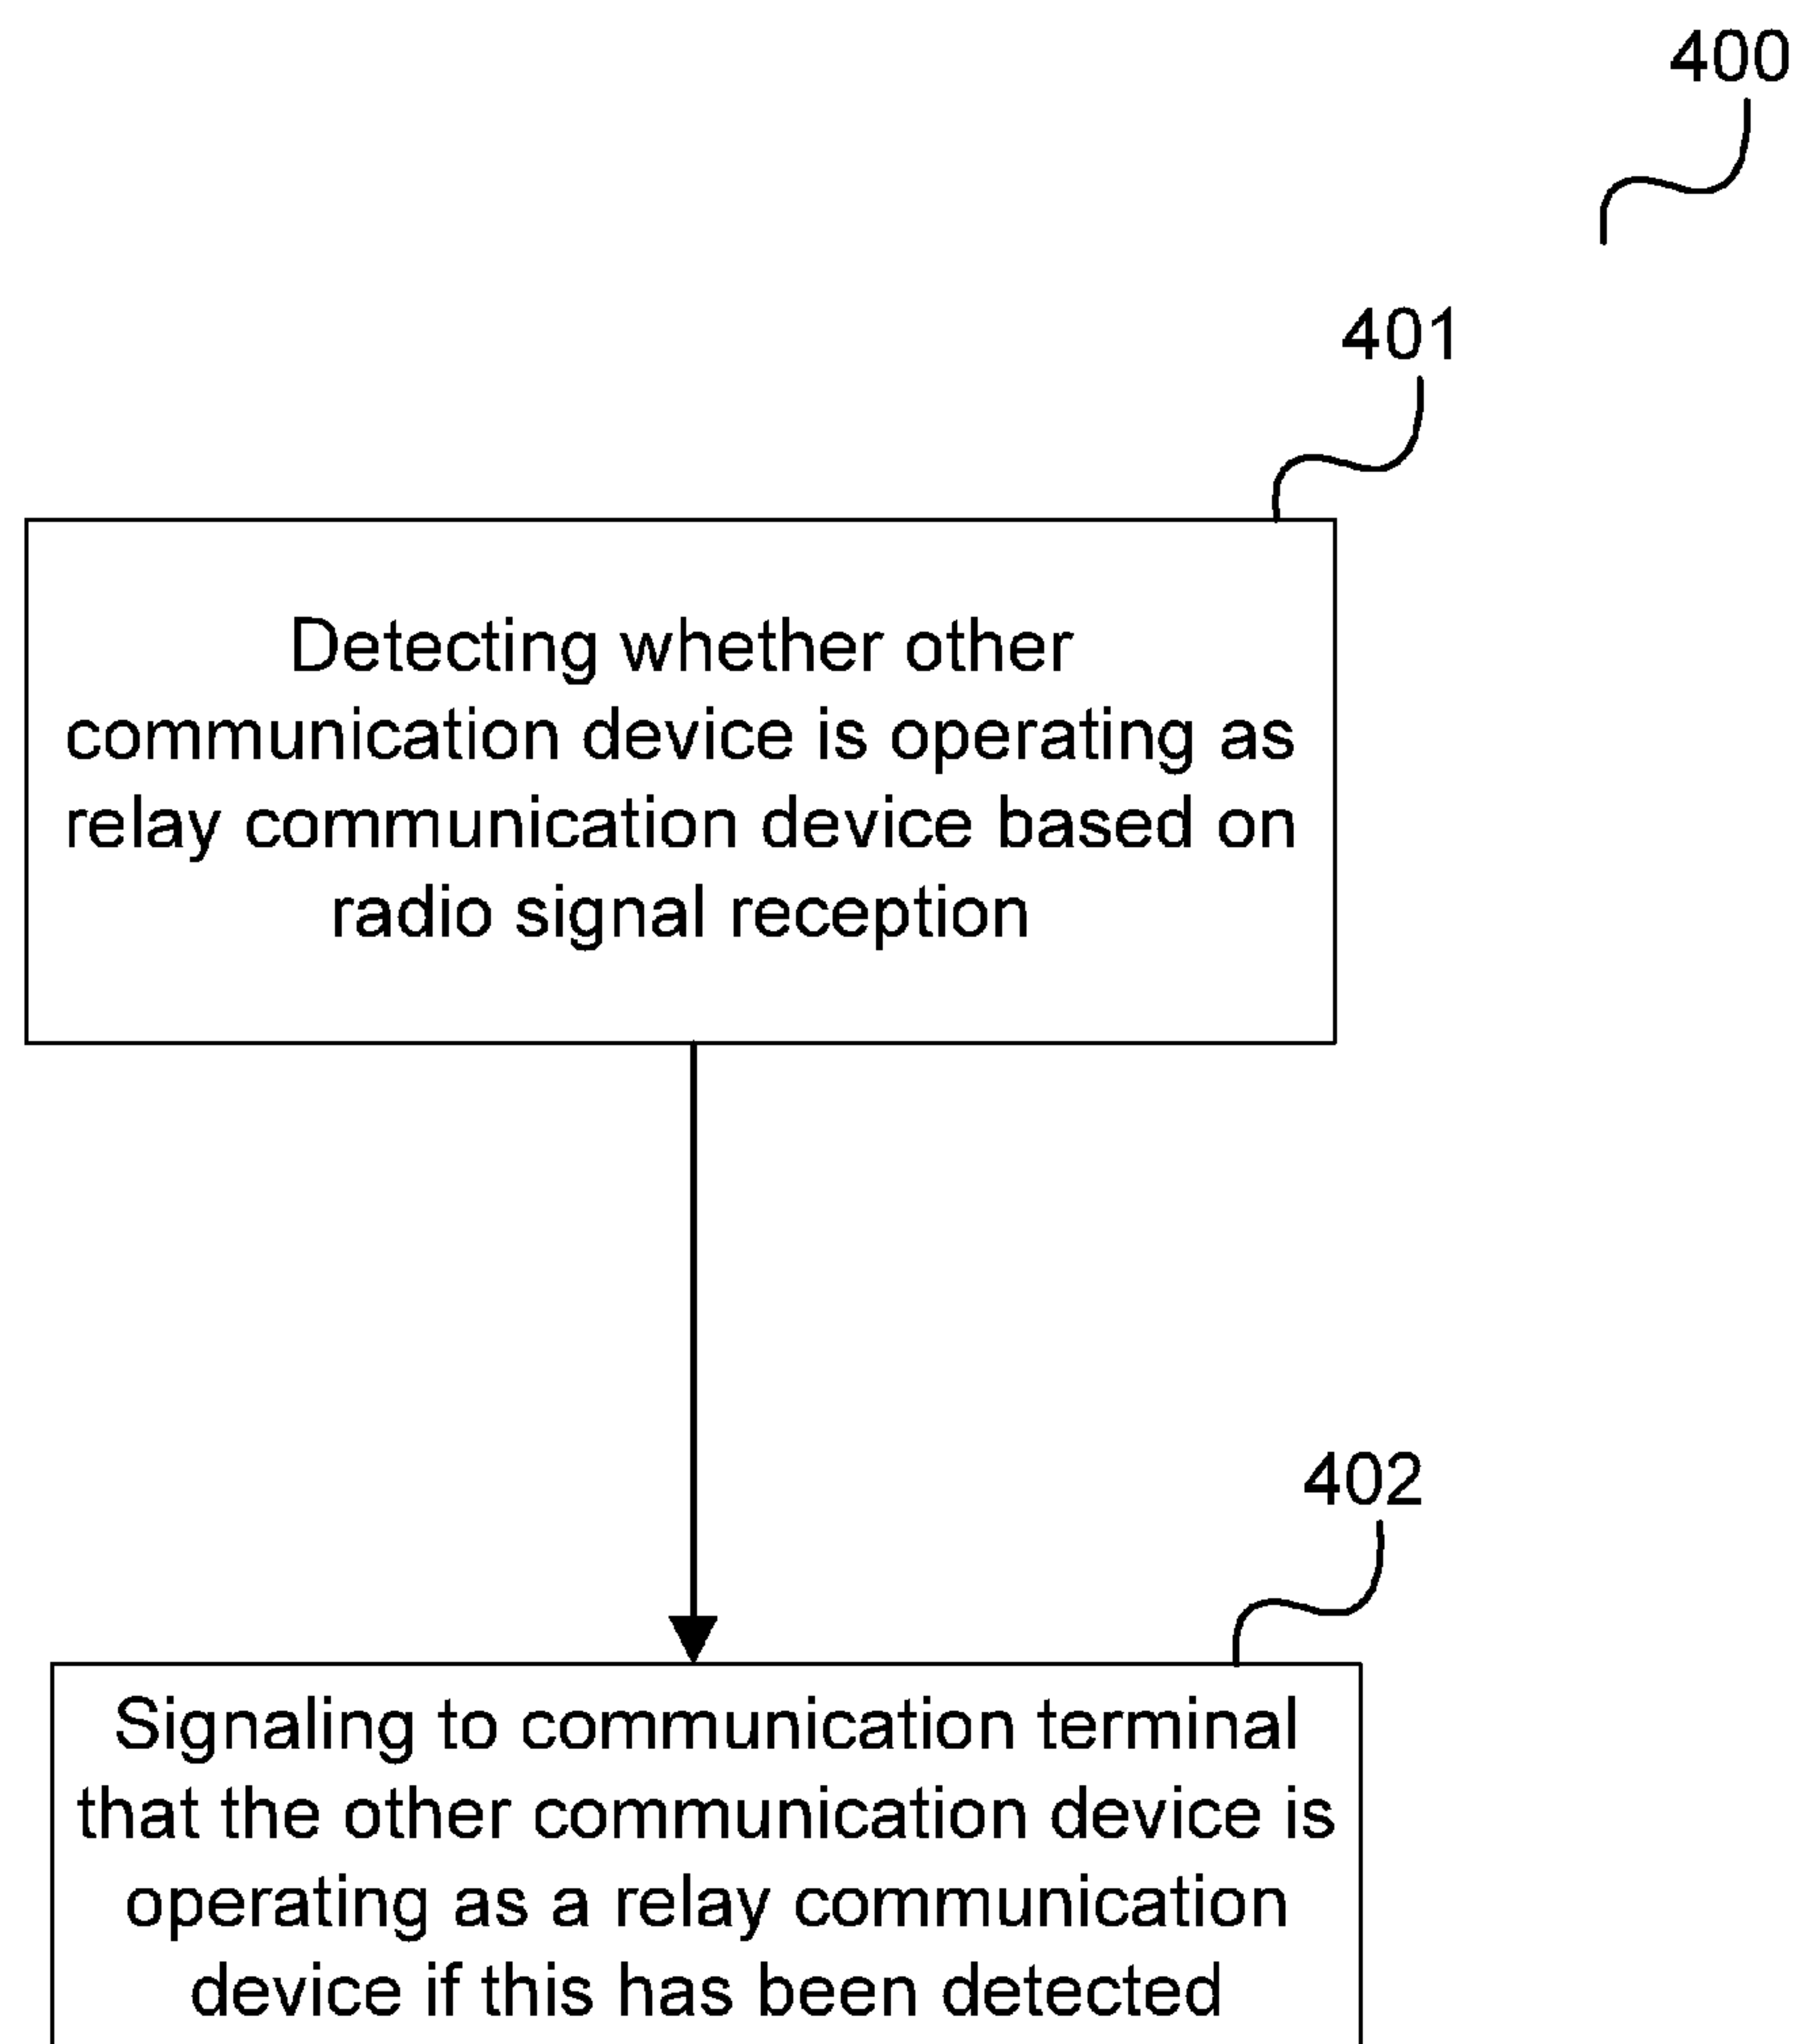 400
401
Detecting whether other
communication device is operating as
relay communication device based on
radio signal reception
402
Signaling to communication terminal
that the other communication device is
operating as a relay communication
device if this has been detected